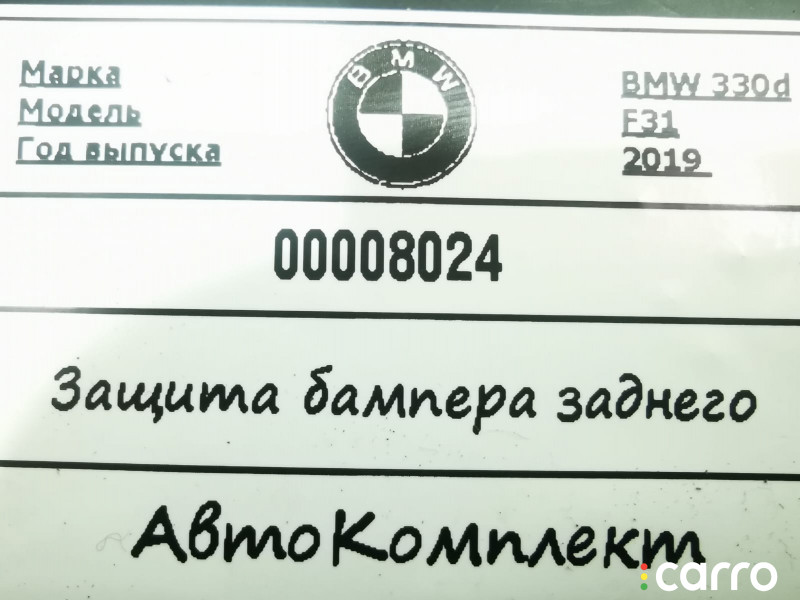 Марка BMW 330d
Модель F31
Год выпуска 2019
BMW
00008024
Защита бампера заднего
АвтоКомплект
carro